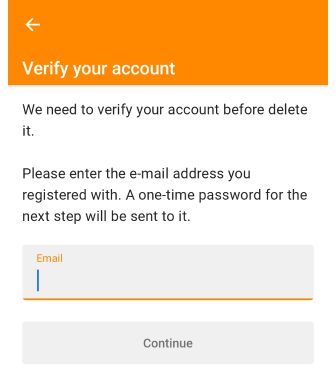 Verify your account
We need to verify your account before delete
it.
Please enter the e-mail address you
registered with. A one-time password for the
next step will be sent to it.
Email
Continue